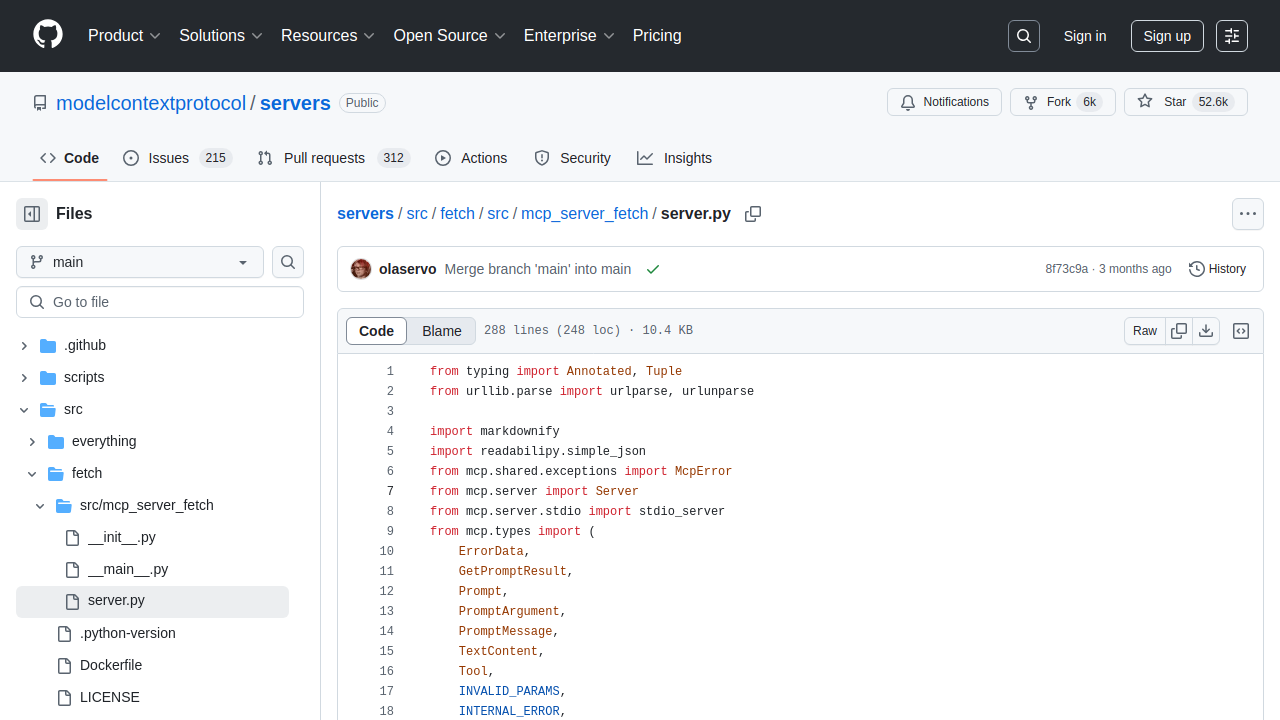 Product Solutions Resources Open Source Enterprise Pricing Sign in Sign up
modelcontextprotocol / servers Public Notifications Fork 6k Star 52.6k
Code Issues 215 Pull requests 312 Actions Security Insights
Files
main
Go to file
.github
scripts
src
everything
fetch
src/mcp_server_fetch
__init__.py
__main__.py
server.py
.python-version
Dockerfile
LICENSE
servers / src / fetch / src / mcp_server_fetch / server.py
olaservo Merge branch 'main' into main 8f73c9a · 3 months ago History
Code Blame 288 lines (248 loc) · 10.4 KB Raw
1 from typing import Annotated, Tuple
2 from urllib.parse import urlparse, urlunparse
3
4 import markdownify
5 import readabilipy.simple_json
6 from mcp.shared.exceptions import McpError
7 from mcp.server import Server
8 from mcp.server.stdio import stdio_server
9 from mcp.types import (
10 ErrorData,
11 GetPromptResult,
12 Prompt,
13 PromptArgument,
14 PromptMessage,
15 TextContent,
16 Tool,
17 INVALID_PARAMS,
18 INTERNAL_ERROR,